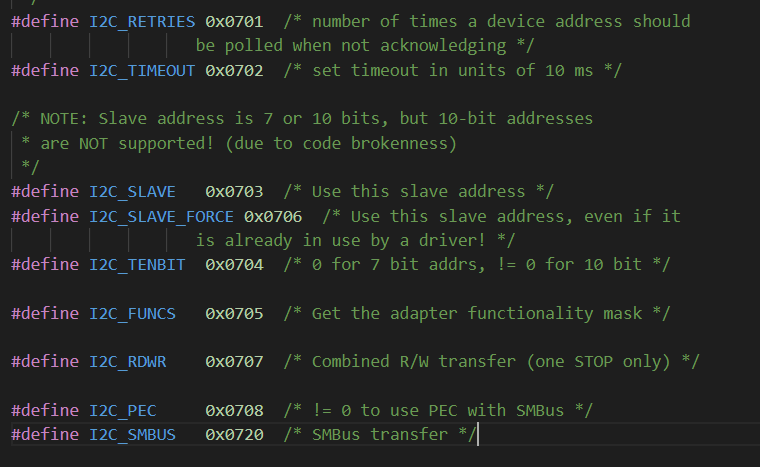 */
#define I2C_RETRIES 0x0701 /* number of times a device address should
be polled when not acknowledging */
#define I2C_TIMEOUT 0x0702 /* set timeout in units of 10 ms */
/* NOTE: Slave address is 7 or 10 bits, but 10-bit addresses
* are NOT supported! (due to code brokenness)
*/
#define I2C_SLAVE 0x0703 /* Use this slave address */
#define I2C_SLAVE_FORCE 0x0706 /* Use this slave address, even if it
is already in use by a driver! */
#define I2C_TENBIT 0x0704 /* 0 for 7 bit addrs, != 0 for 10 bit */
#define I2C_FUNCS 0x0705 /* Get the adapter functionality mask */
#define I2C_RDWR 0x0707 /* Combined R/W transfer (one STOP only) */
#define I2C_PEC 0x0708 /* != 0 to use PEC with SMBus */
#define I2C_SMBUS 0x0720 /* SMBus transfer */